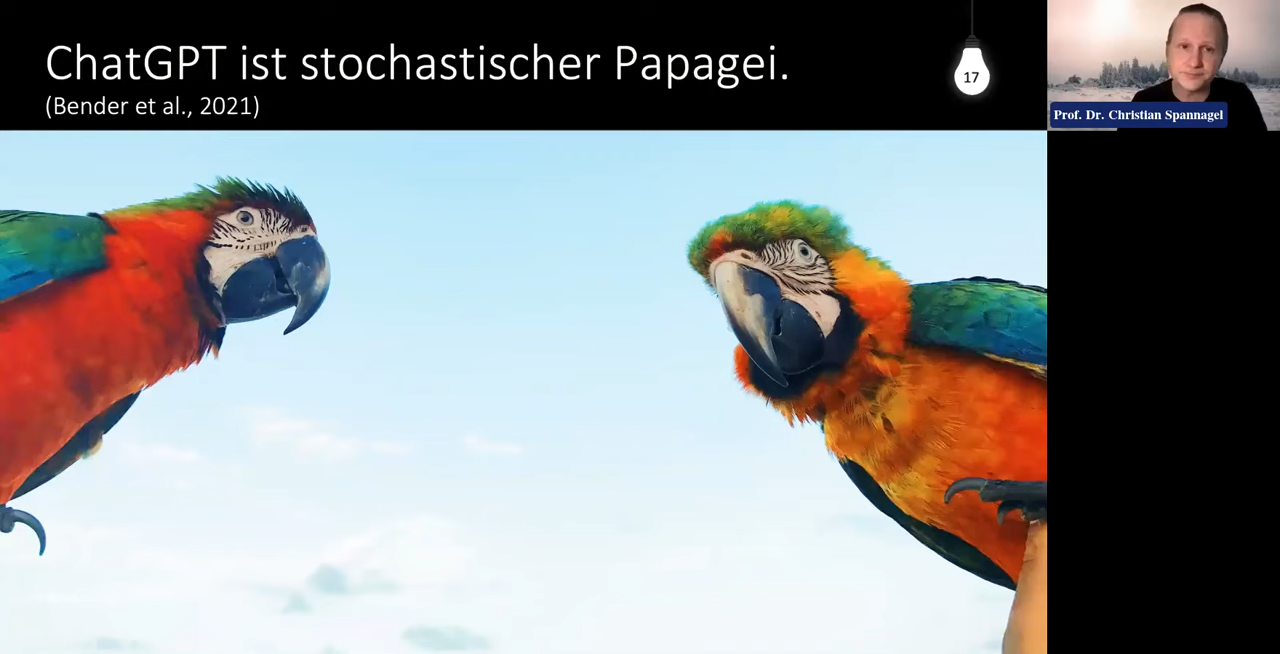 ChatGPT ist stochastischer Papagei.
(Bender et al., 2021)
17
Prof. Dr. Christian Spannagel